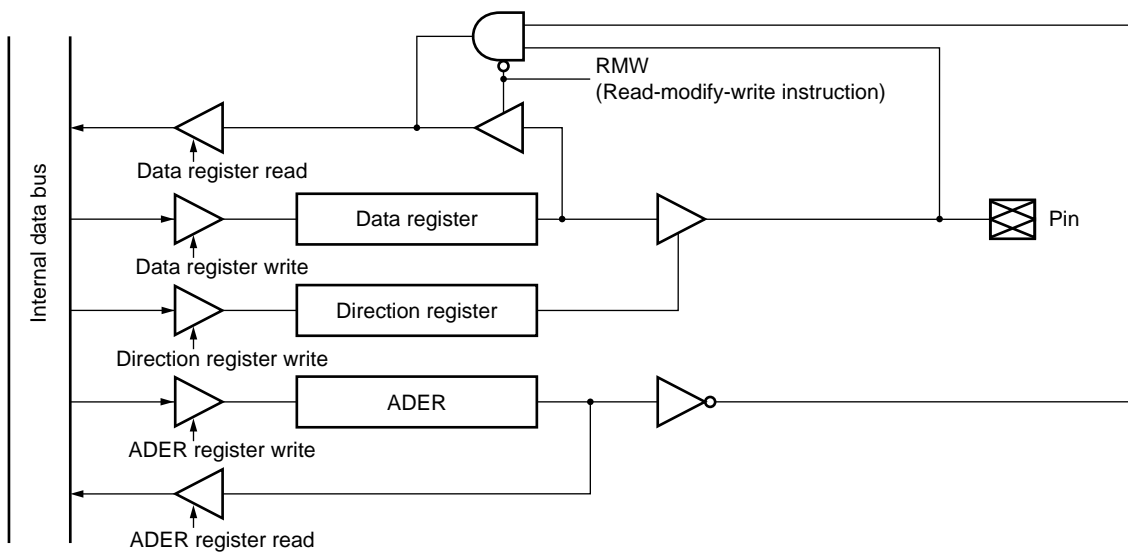 RMW
(Read-modify-write instruction)
Internal data bus
Data register read
Data register
Pin
Data register write
Direction register
Direction register write
ADER
ADER register write
ADER register read